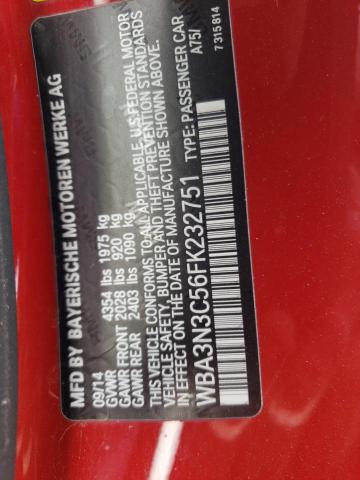 MFD BY BAYERISCHE MOTOREN WERKE AG
09/14
GVWR 4354 lbs 1975 kg
GAWR FRONT 2028 lbs 920 kg
GAWR REAR 2403 lbs 1090 kg
THIS VEHICLE CONFORMS TO ALL APPLICABLE U.S.FEDERAL MOTOR
VEHICLE SAFETY, BUMPER AND THEFT PREVENTION STANDARDS
IN EFFECT ON THE DATE OF MANUFACTURE SHOWN ABOVE.
WBA3N3C56FK232751 TYPE: PASSENGER CAR
A75/
7315814